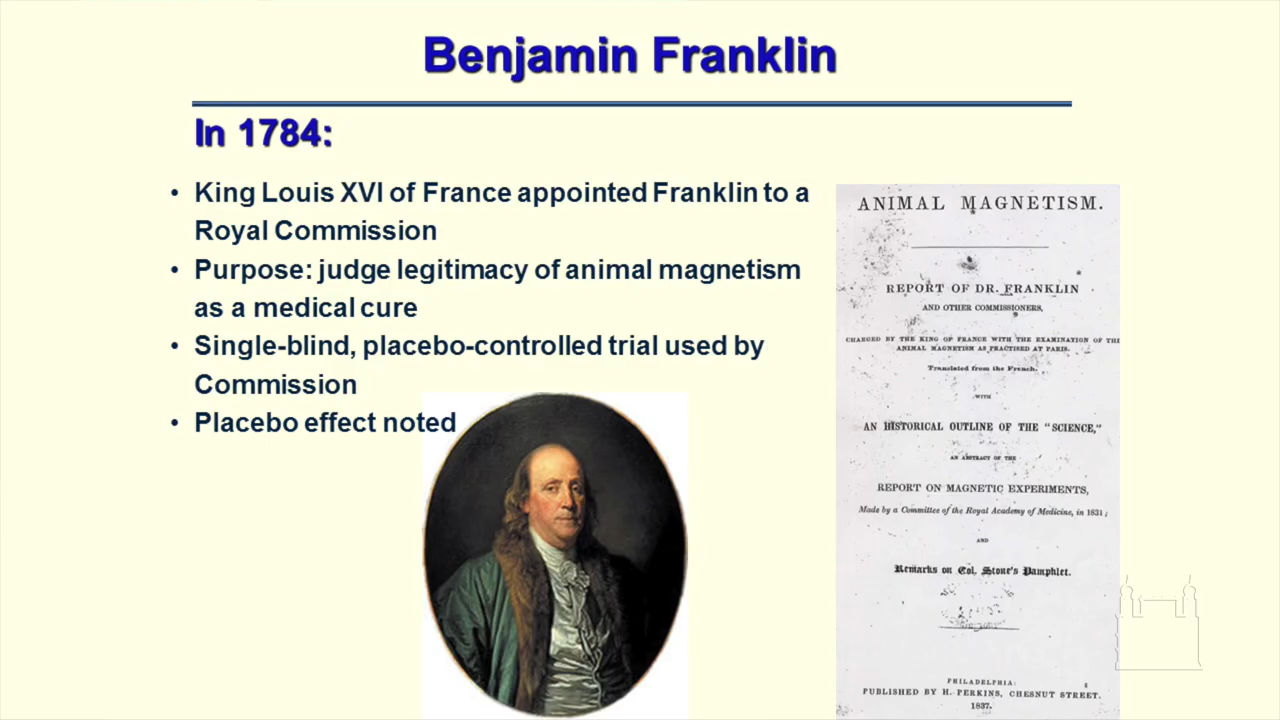 Benjamin Franklin
In 1784:
• King Louis XVI of France appointed Franklin to a
Royal Commission
• Purpose: judge legitimacy of animal magnetism
as a medical cure
• Single-blind, placebo-controlled trial used by
Commission
• Placebo effect noted
ANIMAL MAGNETISM.
REPORT OF DR. FRANKLIN
AND OTHER COMMISSIONERS,
CHARGED BY THE KING OF FRANCE WITH THE EXAMINATION OF THE
ANIMAL MAGNETISM AS PRACTISED AT PARIS.
Translated from the French.
WITH
AN HISTORICAL OUTLINE OF THE "SCIENCE,"
AN ABSTRACT OF THE
REPORT ON MAGNETIC EXPERIMENTS,
Made by a Committee of the Royal Academy of Medicine, in 1831;
AND
Remarks on Col. Stone's Pamphlet.
PHILADELPHIA:
PUBLISHED BY H. PERKINS, CHESNUT STREET.
1837.